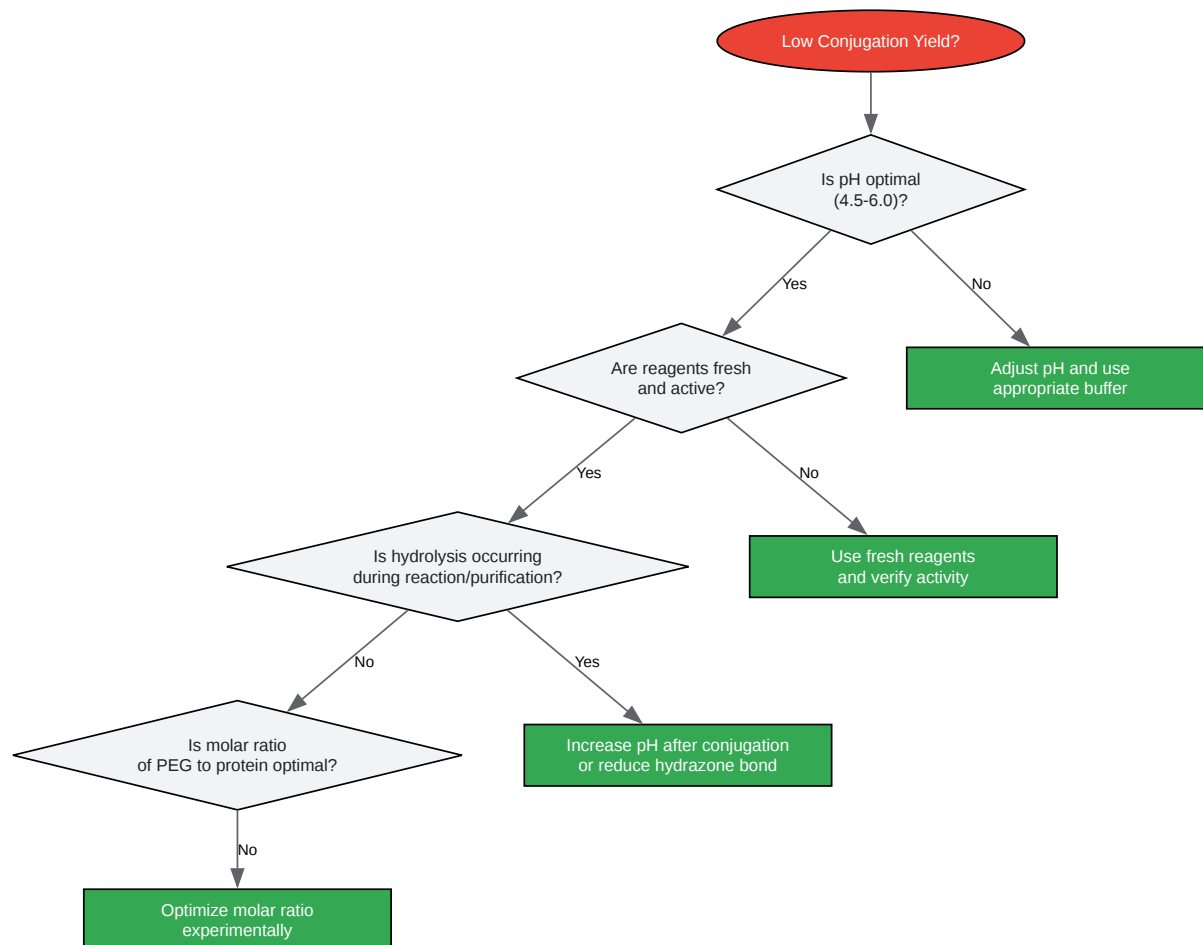 Low Conjugation Yield?
Is pH optimal
(4.5-6.0)?
Yes
No
Are reagents fresh
and active?
Adjust pH and use
appropriate buffer
Yes
No
Is hydrolysis occurring
during reaction/purification?
Use fresh reagents
and verify activity
No
Yes
Is molar ratio
of PEG to protein optimal?
Increase pH after conjugation
or reduce hydrazone bond
No
Optimize molar ratio
experimentally